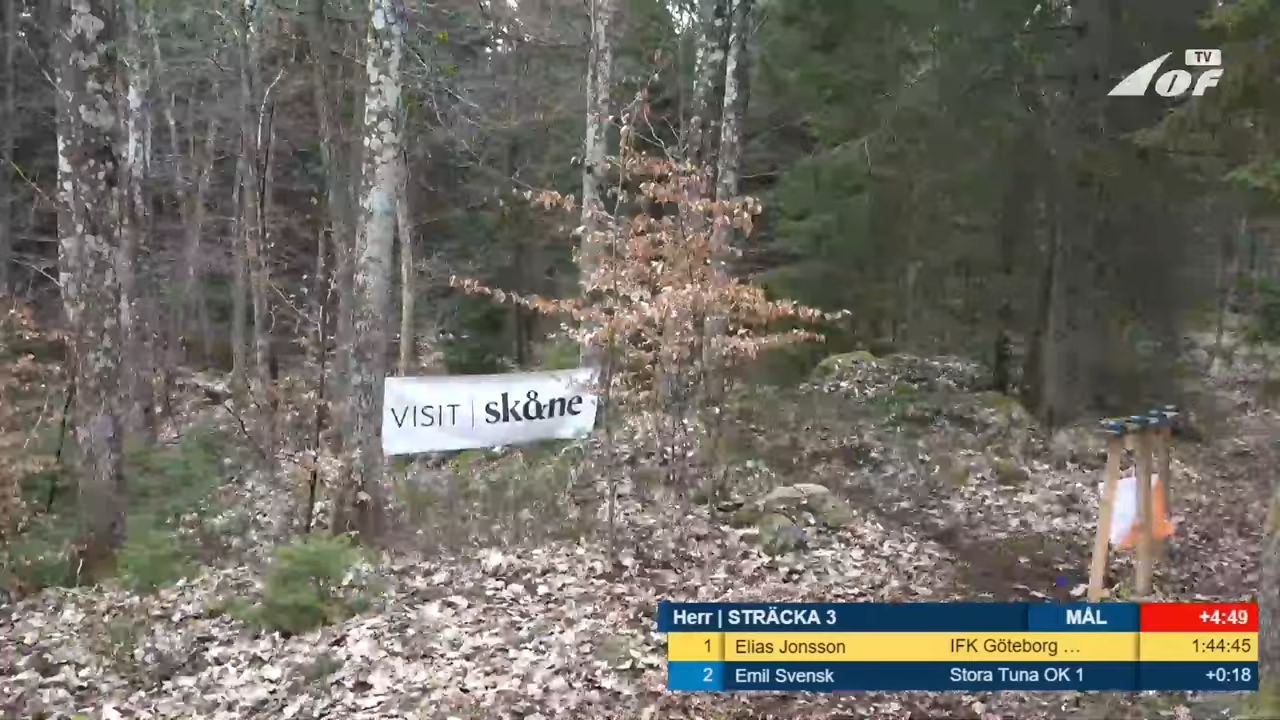 TV
OF
VISIT | skåne
Herr | STRÄCKA 3 MÅL +4:49
1 Elias Jonsson IFK Göteborg ... 1:44:45
2 Emil Svensk Stora Tuna OK 1 +0:18